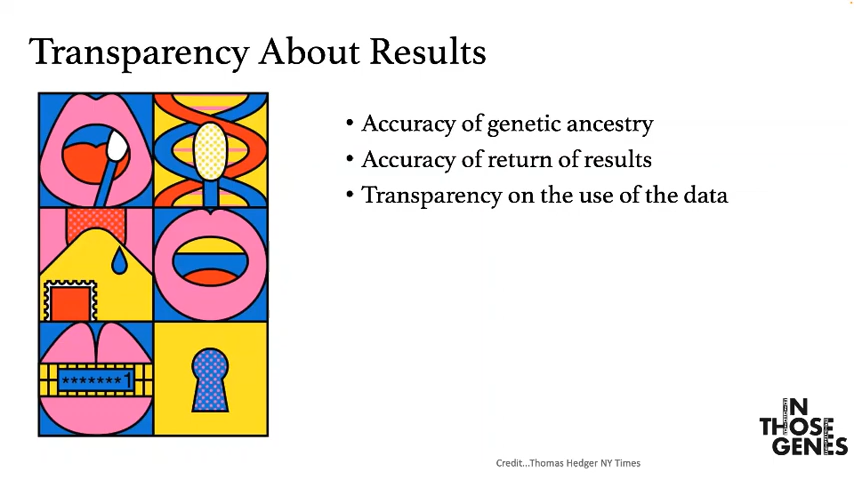 Transparency About Results
• Accuracy of genetic ancestry
• Accuracy of return of results
• Transparency on the use of the data
*******1
Credit...Thomas Hedger NY Times
IN
THOSE
GENES